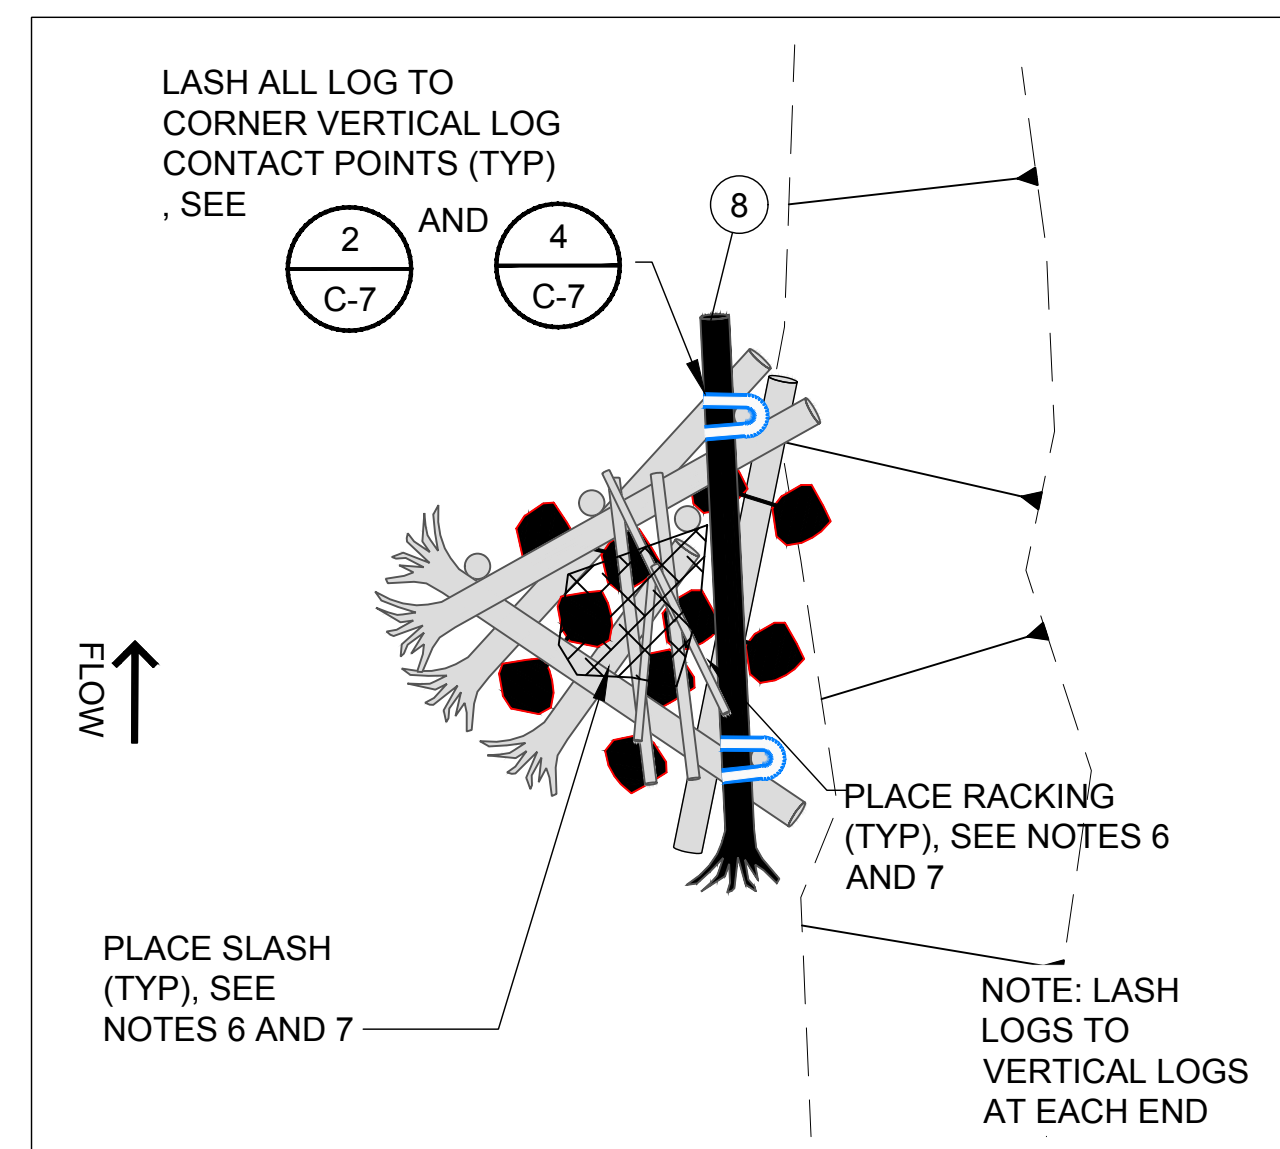 LASH ALL LOG TO
CORNER VERTICAL LOG
CONTACT POINTS (TYP)
, SEE
2
C-7
AND
4
C-7
8
FLOW
PLACE RACKING
(TYP), SEE NOTES 6
AND 7
PLACE SLASH
(TYP), SEE
NOTES 6 AND 7
NOTE: LASH
LOGS TO
VERTICAL LOGS
AT EACH END